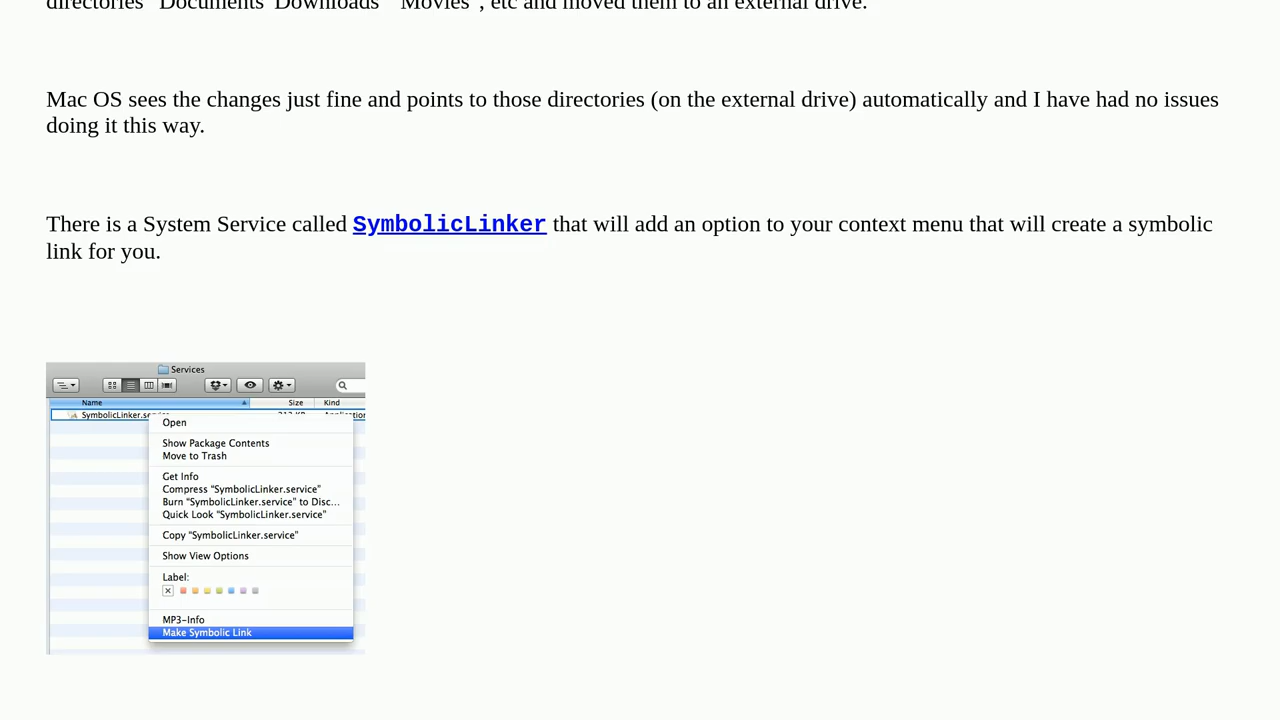 directories "Documents" Downloads" "Movies", etc and moved them to an external drive.
Mac OS sees the changes just fine and points to those directories (on the external drive) automatically and I have had no issues
doing it this way.
There is a System Service called SymbolicLinker that will add an option to your context menu that will create a symbolic
link for you.
Services
Name Size Kind
SymbolicLinker.service 213 KB Application
Open
Show Package Contents
Move to Trash
Get Info
Compress “SymbolicLinker.service”
Burn “SymbolicLinker.service” to Disc...
Quick Look “SymbolicLinker.service”
Copy “SymbolicLinker.service”
Show View Options
Label:
MP3-Info
Make Symbolic Link